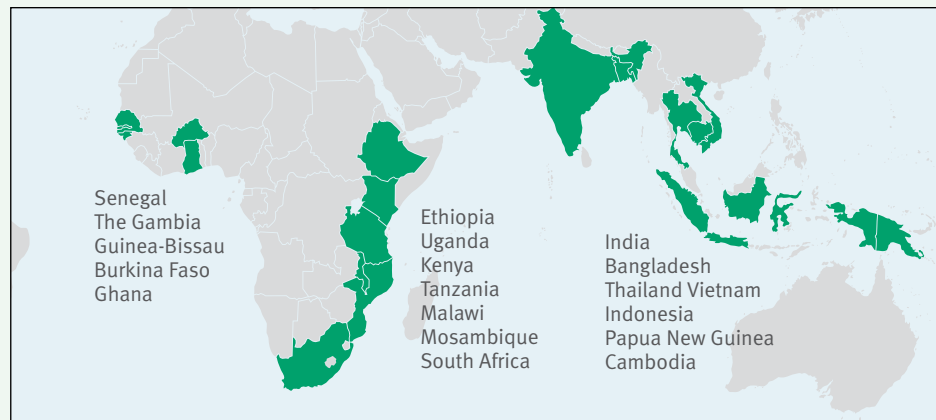 Senegal
The Gambia
Guinea-Bissau
Burkina Faso
Ghana
Ethiopia
Uganda
Kenya
Tanzania
Malawi
Mosambique
South Africa
India
Bangladesh
Thailand Vietnam
Indonesia
Papua New Guinea
Cambodia